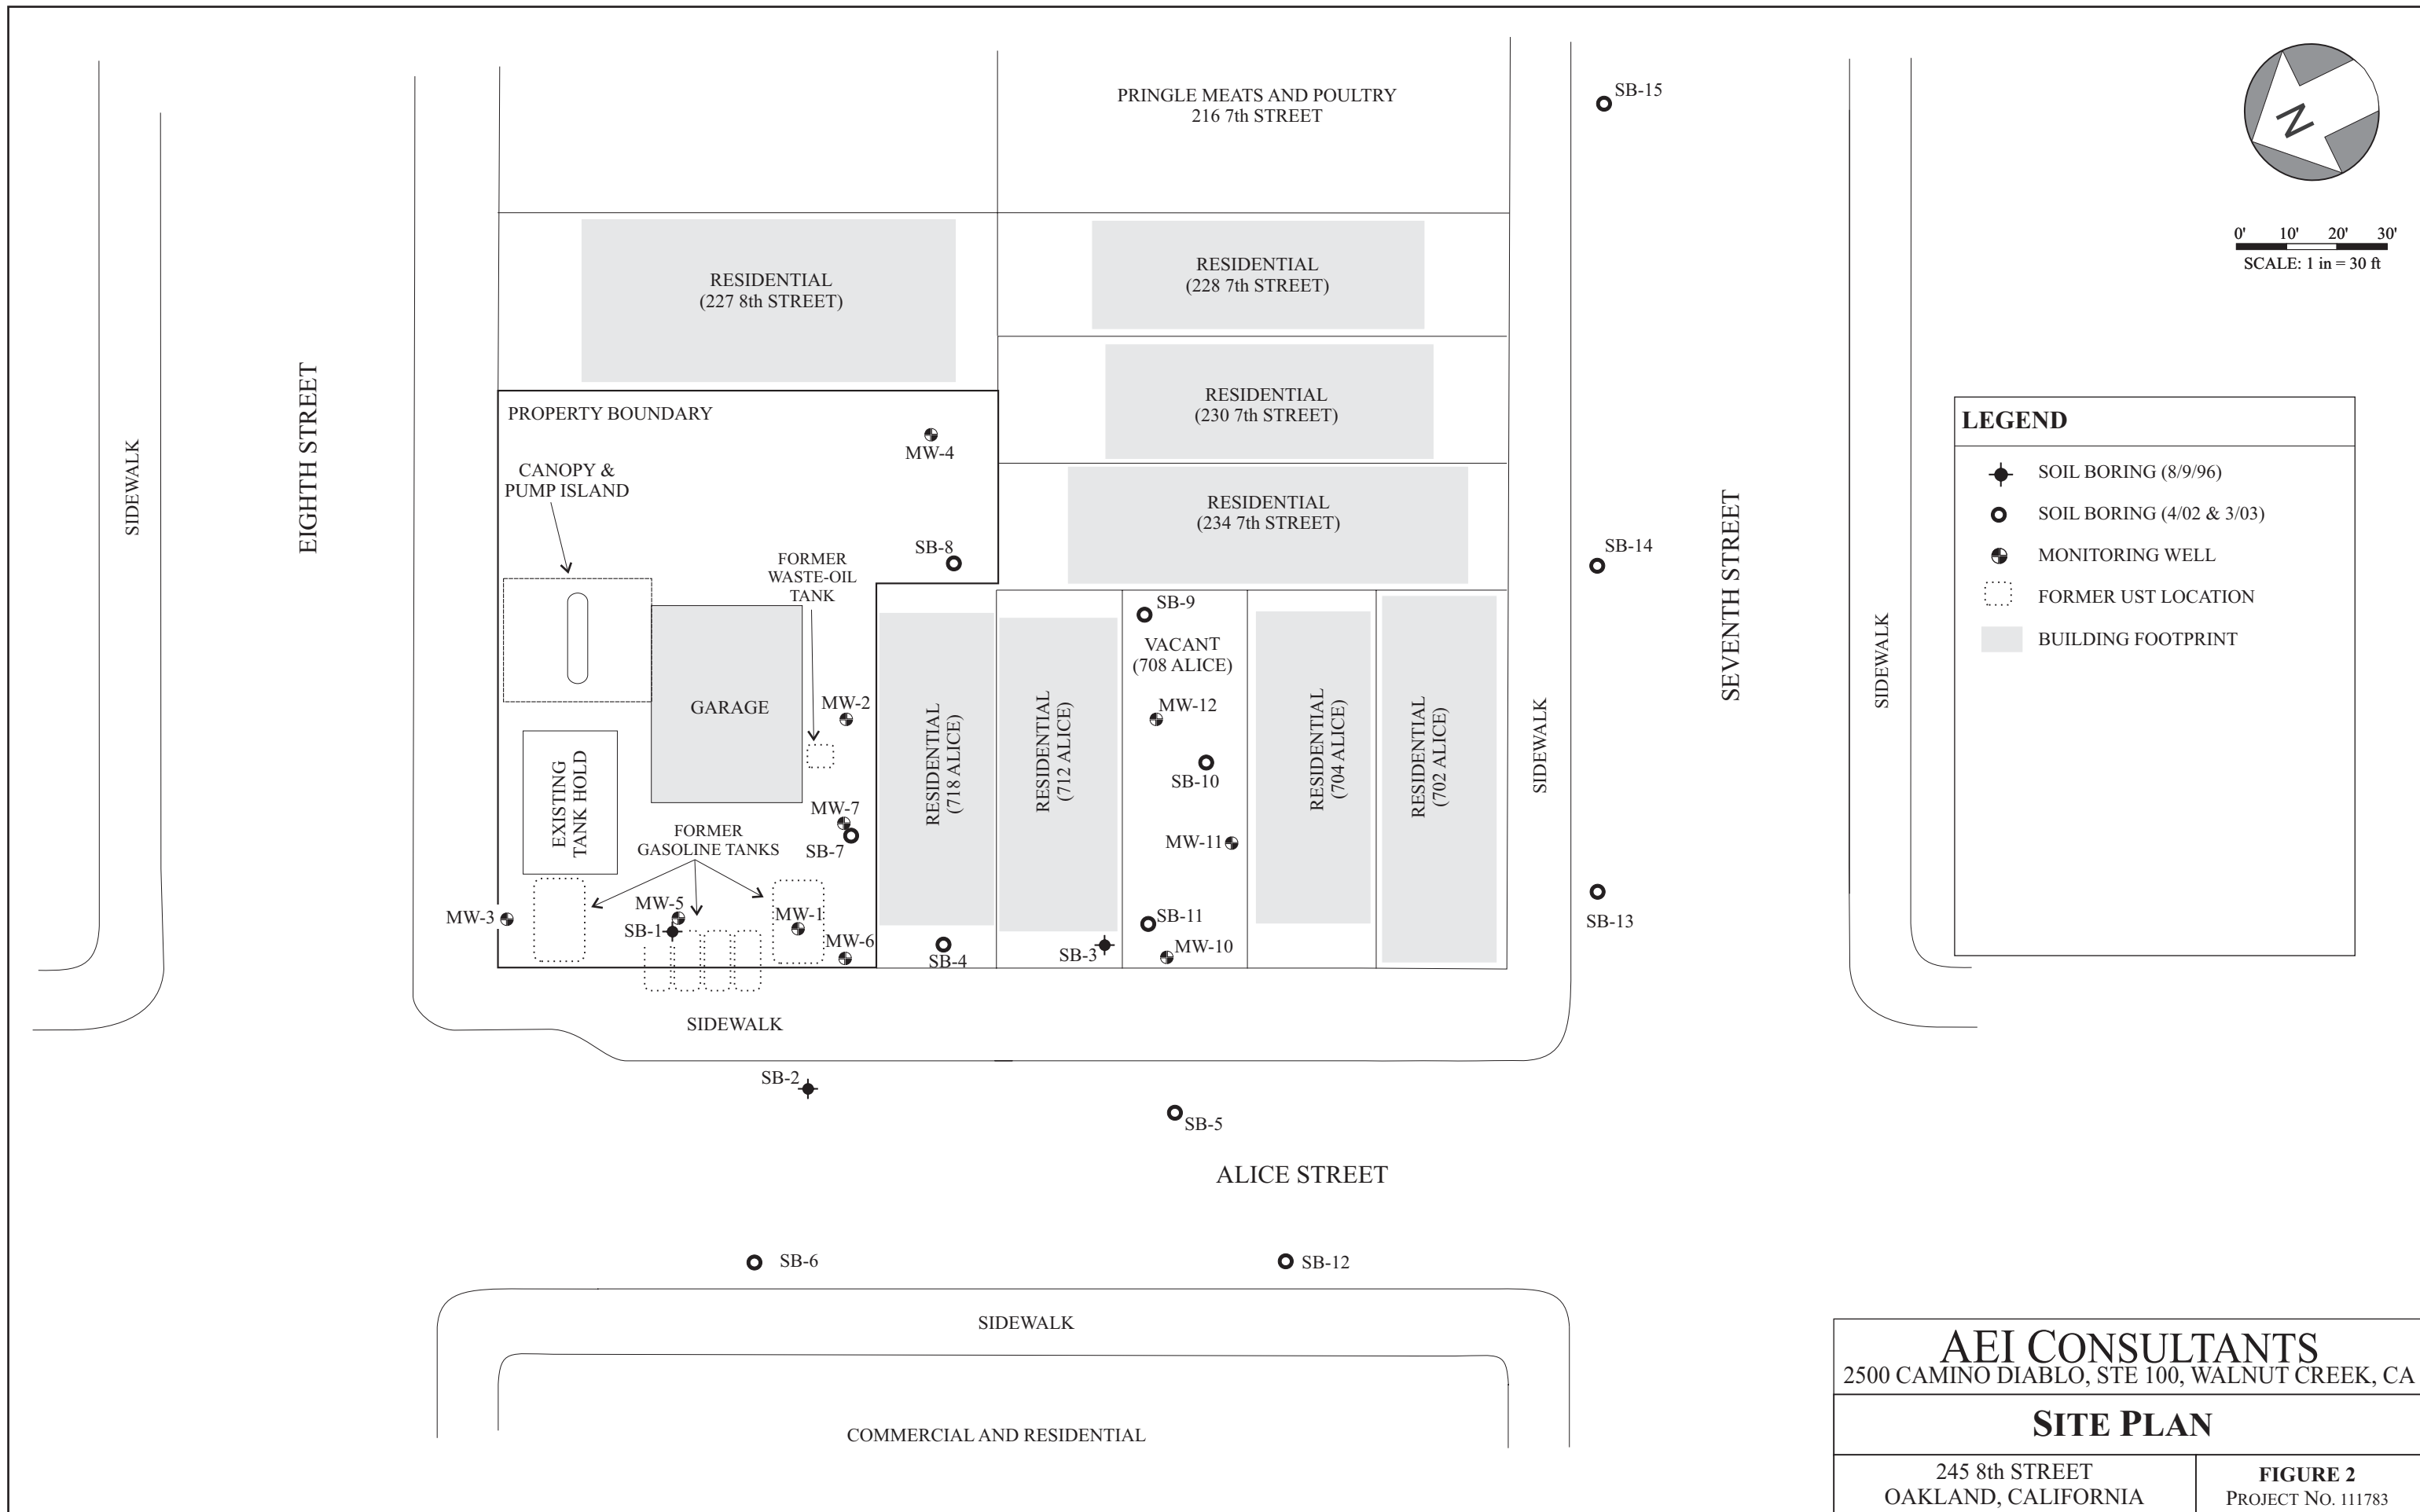 PRINGLE MEATS AND POULTRY
216 7th STREET
SB-15
N
0' 10' 20' 30'
SCALE: 1 in = 30 ft
RESIDENTIAL
(227 8th STREET)
RESIDENTIAL
(228 7th STREET)
SIDEWALK
EIGHTH STREET
PROPERTY BOUNDARY
MW-4
CANOPY &
PUMP ISLAND
RESIDENTIAL
(230 7th STREET)
RESIDENTIAL
(234 7th STREET)
SB-8
FORMER
WASTE-OIL
TANK
SB-14
SEVENTH STREET
SIDEWALK
SIDEWALK
LEGEND
SOIL BORING (8/9/96)
SOIL BORING (4/02 & 3/03)
MONITORING WELL
FORMER UST LOCATION
BUILDING FOOTPRINT
SB-9
VACANT
(708 ALICE)
GARAGE
MW-2
MW-12
RESIDENTIAL
(718 ALICE)
RESIDENTIAL
(712 ALICE)
RESIDENTIAL
(704 ALICE)
RESIDENTIAL
(702 ALICE)
SB-10
EXISTING
TANK HOLD
MW-7
SB-7
FORMER
GASOLINE TANKS
MW-11
MW-3
MW-5
SB-1
MW-1
MW-6
SB-4
SB-3
SB-11
MW-10
SB-13
SIDEWALK
SB-2
SB-5
ALICE STREET
SB-6
SB-12
SIDEWALK
COMMERCIAL AND RESIDENTIAL
AEI CONSULTANTS
2500 CAMINO DIABLO, STE 100, WALNUT CREEK, CA
SITE PLAN
245 8th STREET
OAKLAND, CALIFORNIA
FIGURE 2
PROJECT NO. 111783